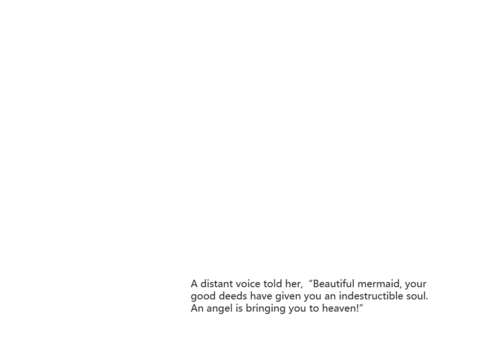 A distant voice told her, “Beautiful mermaid, your
good deeds have given you an indestructible soul.
An angel is bringing you to heaven!”